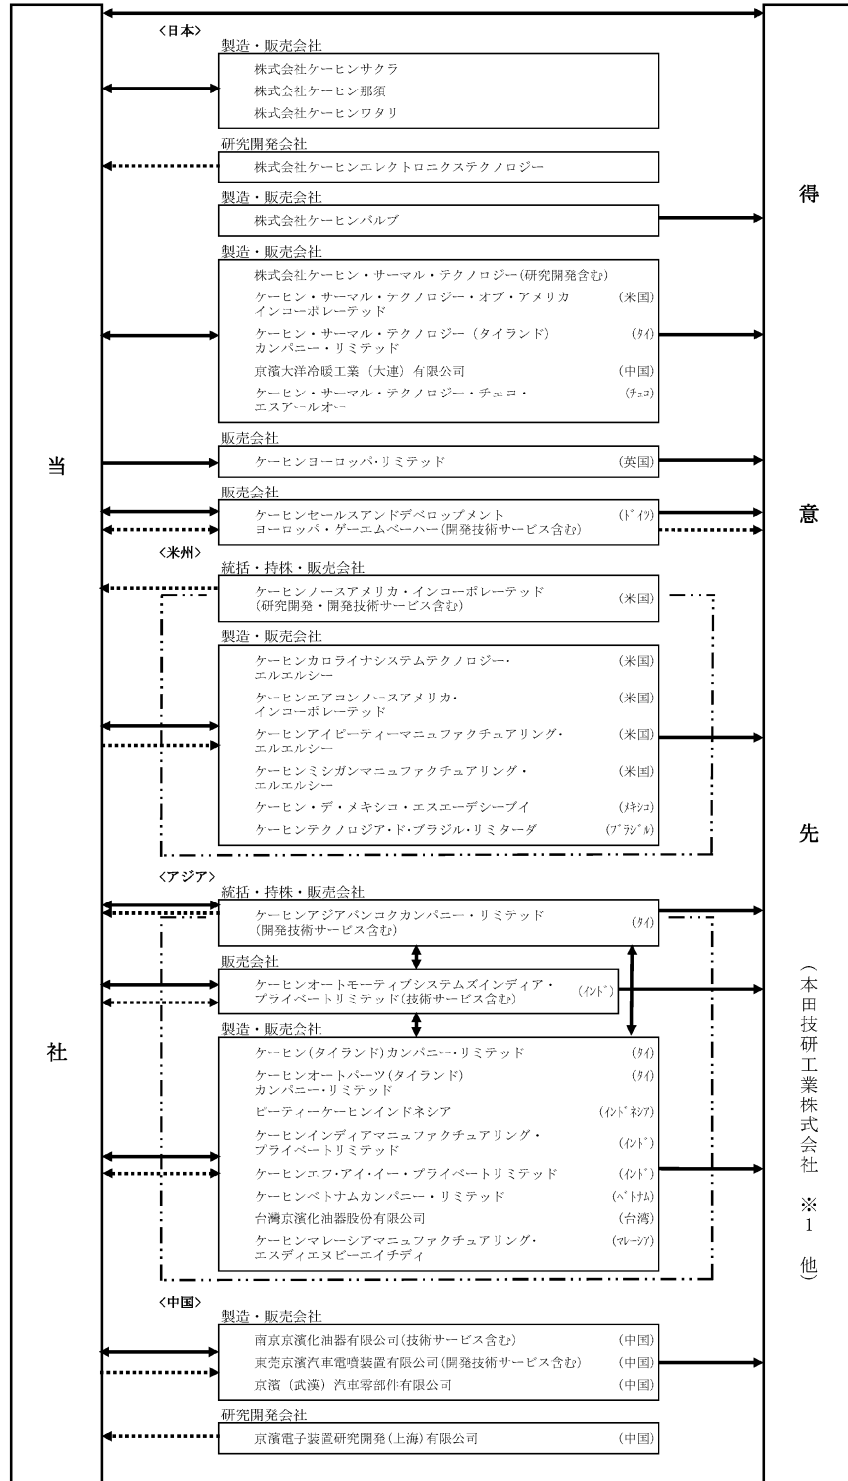 当社
<日本>
製造・販売会社
株式会社ケーヒンサクラ
株式会社ケーヒン那須
株式会社ケーヒンワタリ
研究開発会社
株式会社ケーヒンエレクトロニクステクノロジー
製造・販売会社
株式会社ケーヒンバルブ
製造・販売会社
株式会社ケーヒン・サーマル・テクノロジー(研究開発含む)
ケーヒン・サーマル・テクノロジー・オブ・アメリカ (米国)
インコーポレーテッド
ケーヒン・サーマル・テクノロジー（タイランド） (ﾀｲ)
カンパニー・リミテッド
京濱大洋冷暖工業（大連）有限公司 (中国)
ケーヒン・サーマル・テクノロジー・チェコ・ (ﾁｪｺ)
エスアールオー
販売会社
ケーヒンヨーロッパ・リミテッド (英国)
販売会社
ケーヒンセールスアンドデベロップメント (ﾄﾞｲﾂ)
ヨーロッパ・ゲーエムベーハー(開発技術サービス含む)
<米州>
統括・持株・販売会社
ケーヒンノースアメリカ・インコーポレーテッド (米国)
(研究開発・開発技術サービス含む)
製造・販売会社
ケーヒンカロライナシステムテクノロジー・ (米国)
エルエルシー
ケーヒンエアコンノースアメリカ・ (米国)
インコーポレーテッド
ケーヒンアイピーティーマニュファクチュアリング・ (米国)
エルエルシー
ケーヒンミシガンマニュファクチュアリング・ (米国)
エルエルシー
ケーヒン・デ・メキシコ・エスエーデシーブイ (ﾒｷｼｺ)
ケーヒンテクノロジア・ド・ブラジル・リミターダ (ﾌﾞﾗｼﾞﾙ)
<アジア>
統括・持株・販売会社
ケーヒンアジアバンコクカンパニー・リミテッド (ﾀｲ)
(開発技術サービス含む)
販売会社
ケーヒンオートモーティブシステムズインディア・ (ｲﾝﾄﾞ)
プライベートリミテッド(技術サービス含む)
製造・販売会社
ケーヒン(タイランド)カンパニー・リミテッド (ﾀｲ)
ケーヒンオートパーツ(タイランド) (ﾀｲ)
カンパニー・リミテッド
ピーティーケーヒンインドネシア (ｲﾝﾄﾞﾈｼｱ)
ケーヒンインディアマニュファクチュアリング・ (ｲﾝﾄﾞ)
プライベートリミテッド
ケーヒンエフ・アイ・イー・プライベートリミテッド (ｲﾝﾄﾞ)
ケーヒンベトナムカンパニー・リミテッド (ﾍﾞﾄﾅﾑ)
台灣京濱化油器股份有限公司 (台湾)
ケーヒンマレーシアマニュファクチュアリング・ (ﾏﾚｰｼｱ)
エスディエヌビーエイチディ
<中国>
製造・販売会社
南京京濱化油器有限公司(技術サービス含む) (中国)
東莞京濱汽車電噴装置有限公司(開発技術サービス含む) (中国)
京濱（武漢）汽車零部件有限公司 (中国)
研究開発会社
京濱電子装置研究開発(上海)有限公司 (中国)
得意先
（本田技研工業株式会社 ※1 他）